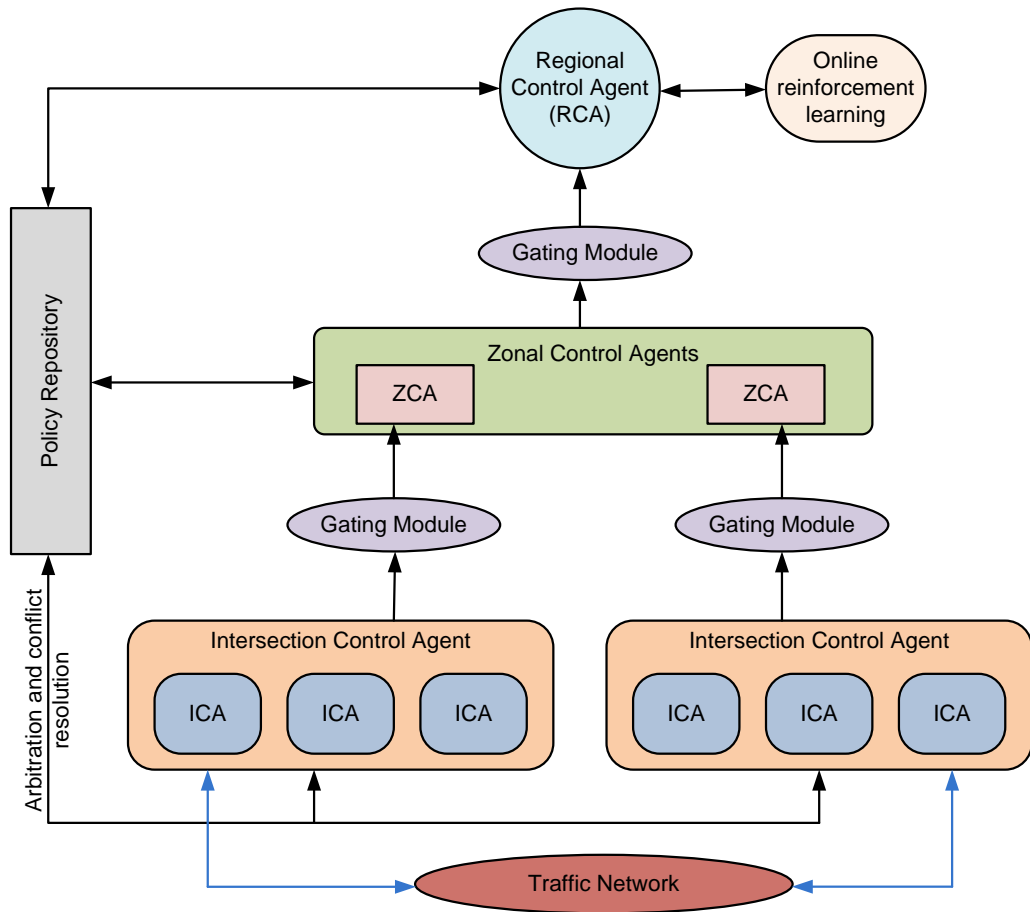 Regional
Control Agent
(RCA)
Online
reinforcement
learning
Gating Module
Policy Repository
Zonal Control Agents
ZCA
ZCA
Gating Module
Gating Module
Arbitration and conflict
resolution
Intersection Control Agent
ICA
ICA
ICA
Intersection Control Agent
ICA
ICA
ICA
Traffic Network